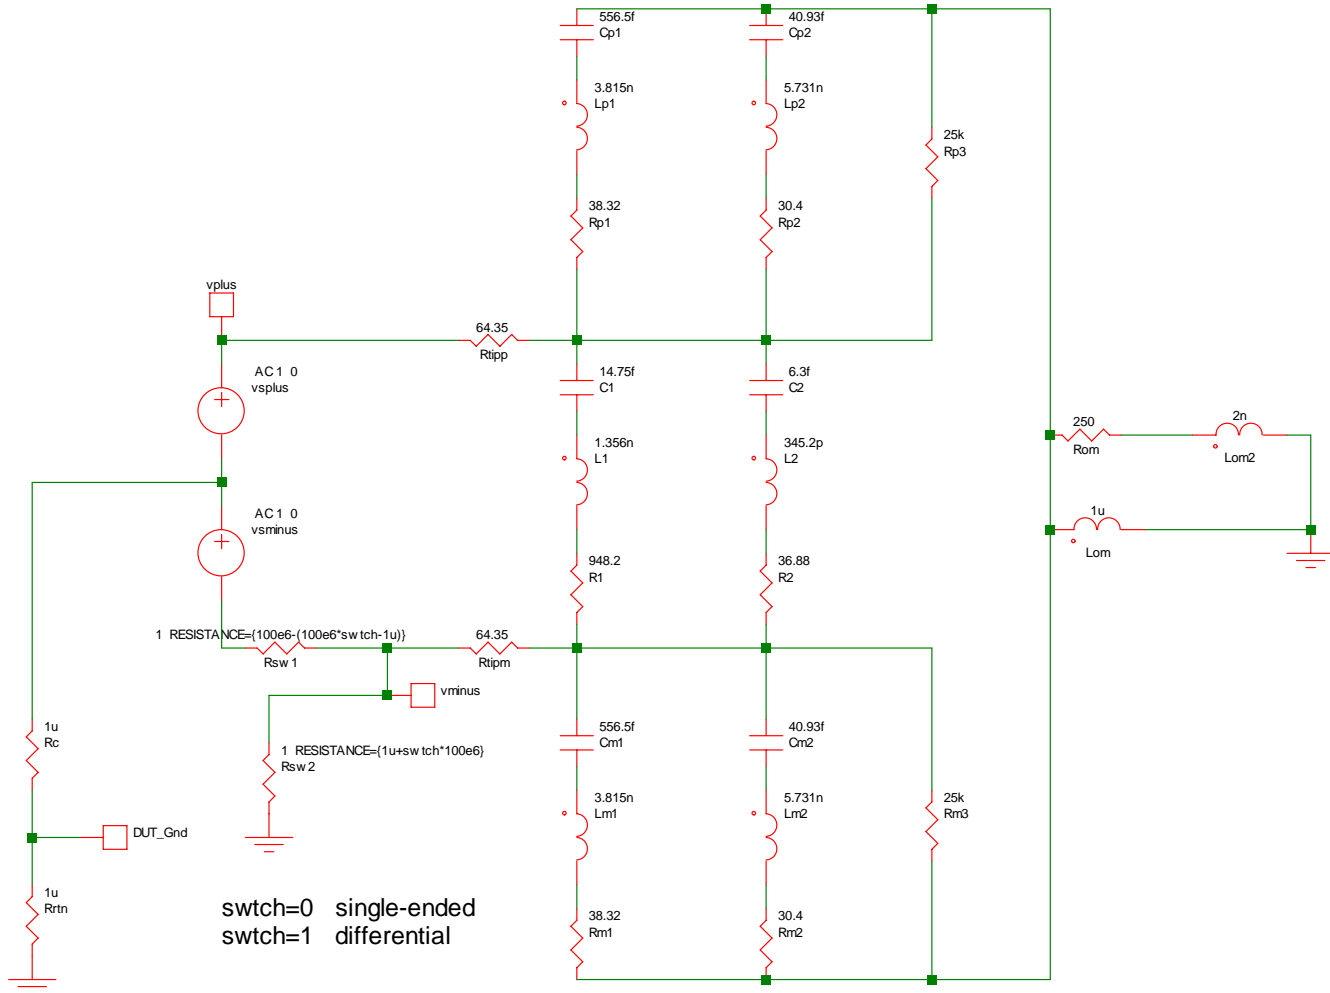 556.5f
Cp1
40.93f
Cp2
3.815n
Lp1
5.731n
Lp2
25k
Rp3
38.32
Rp1
30.4
Rp2
vplus
64.35
Rtipp
AC 1 0
vsplus
14.75f
C1
6.3f
C2
250
Rom
2n
Lom2
1.356n
L1
345.2p
L2
AC 1 0
vsminus
1u
Lom
948.2
R1
36.88
R2
1 RESISTANCE={100e6-(100e6*swtch-1u)}
Rsw1
64.35
Rtipm
vminus
1u
Rc
1 RESISTANCE={1u+swtch*100e6}
Rsw2
556.5f
Cm1
40.93f
Cm2
3.815n
Lm1
5.731n
Lm2
25k
Rm3
DUT_Gnd
1u
Rrtn
swtch=0 single-ended
swtch=1 differential
38.32
Rm1
30.4
Rm2